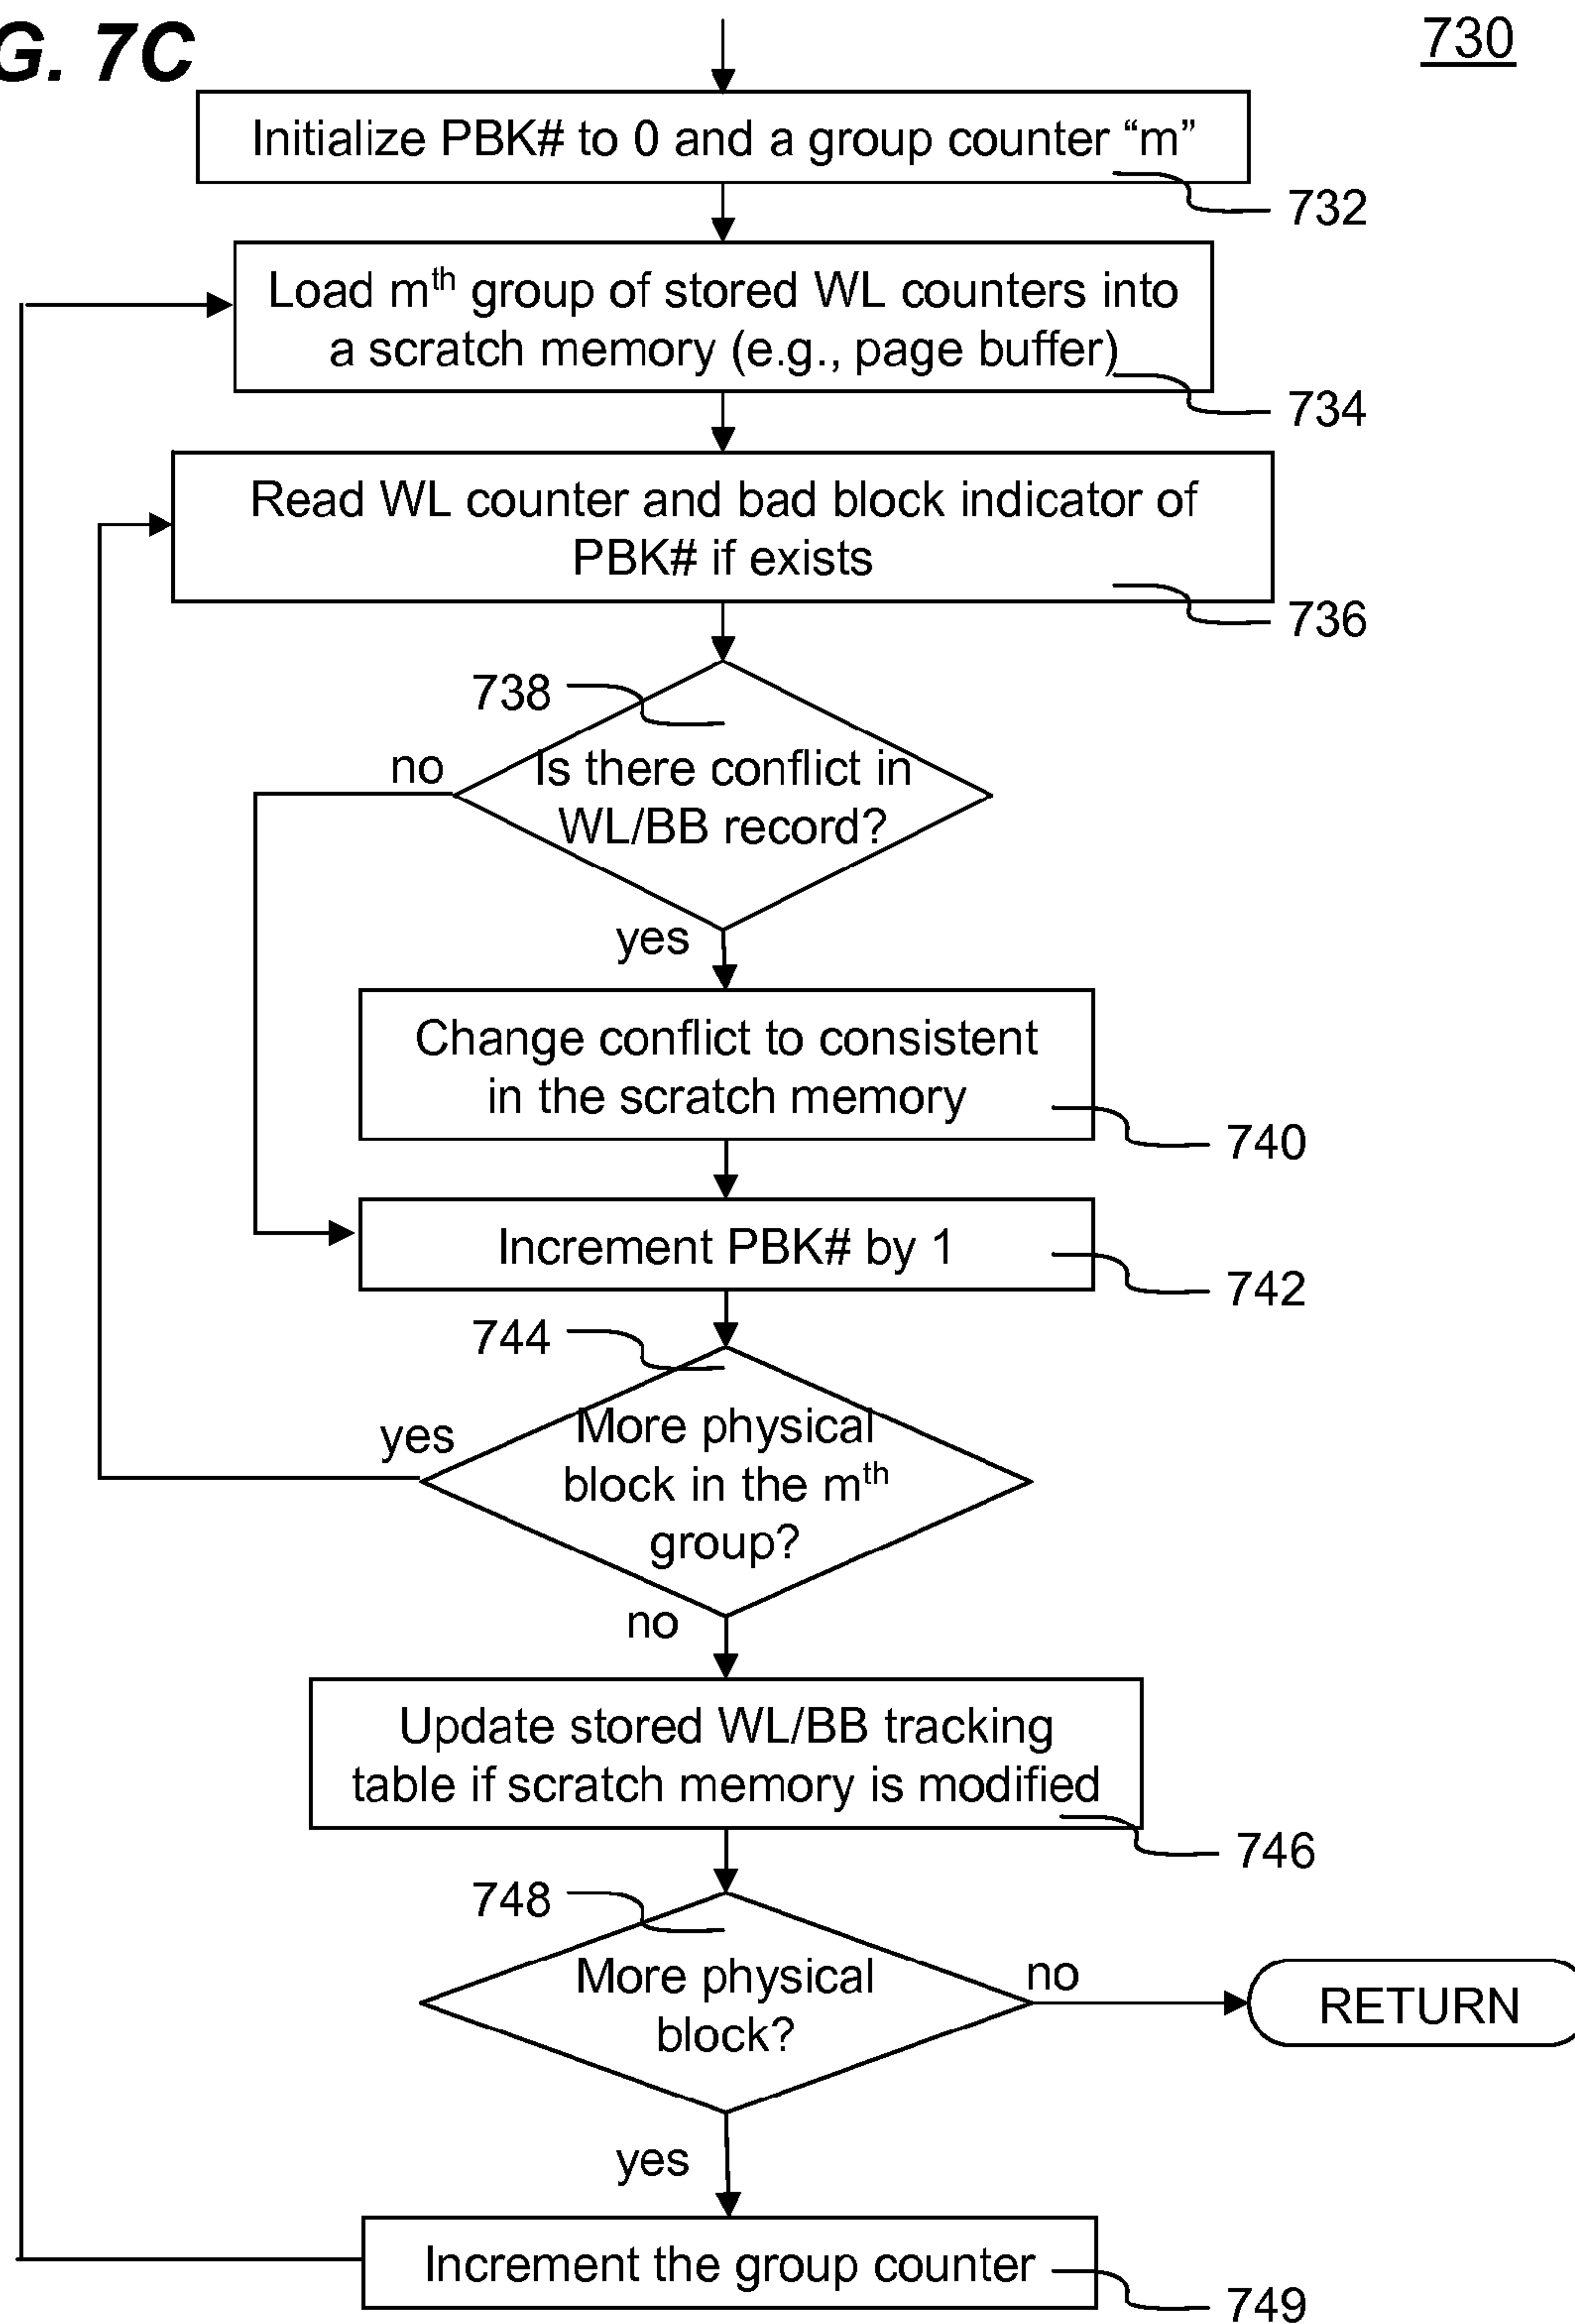 G. 7C
730
Initialize PBK# to 0 and a group counter “m”
732
Load mth group of stored WL counters into
a scratch memory (e.g., page buffer)
734
Read WL counter and bad block indicator of
PBK# if exists
736
738
no
Is there conflict in
WL/BB record?
yes
Change conflict to consistent
in the scratch memory
740
Increment PBK# by 1
742
744
yes
More physical
block in the mth
group?
no
Update stored WL/BB tracking
table if scratch memory is modified
746
748
More physical
block?
no
RETURN
yes
Increment the group counter
749